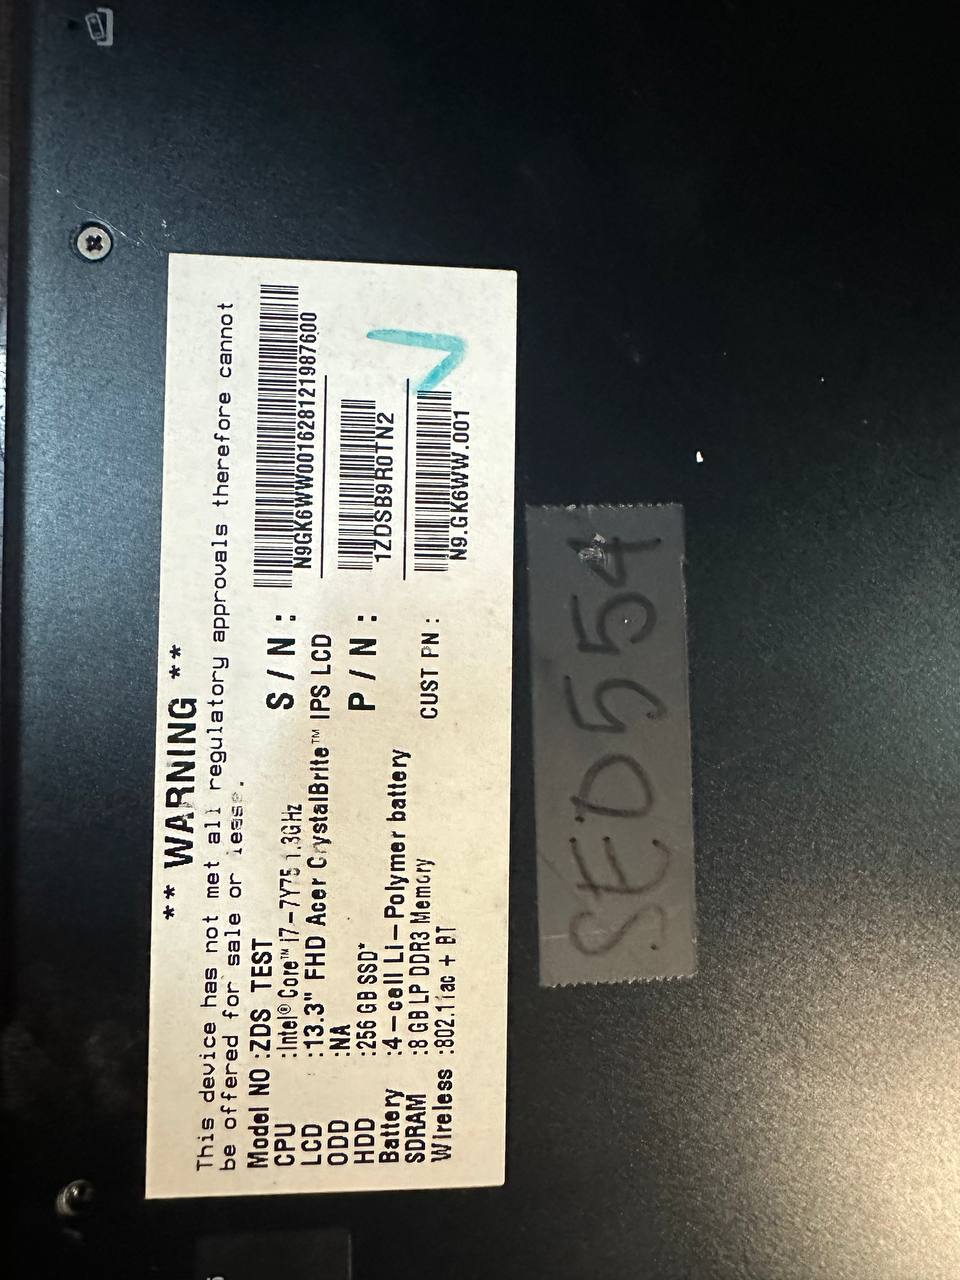 ** WARNING **
This device has not met all regulatory approvals therefore cannot
be offered for sale or lease.
Model NO :ZDS TEST
CPU :Intel® Core™ i7-7Y75 1.3GHz
LCD :13.3" FHD Acer CrystalBrite™ IPS LCD
ODD :NA
HDD :256 GB SSD*
Battery :4-cell Li-Polymer battery
SDRAM :8 GB LP DDR3 Memory
Wireless :802.11ac + BT
S/N :
N9GK6WW001628121987600
P/N :
1ZDSB9R0TN2
CUST PN :
N9.GK6WW.001
SED554